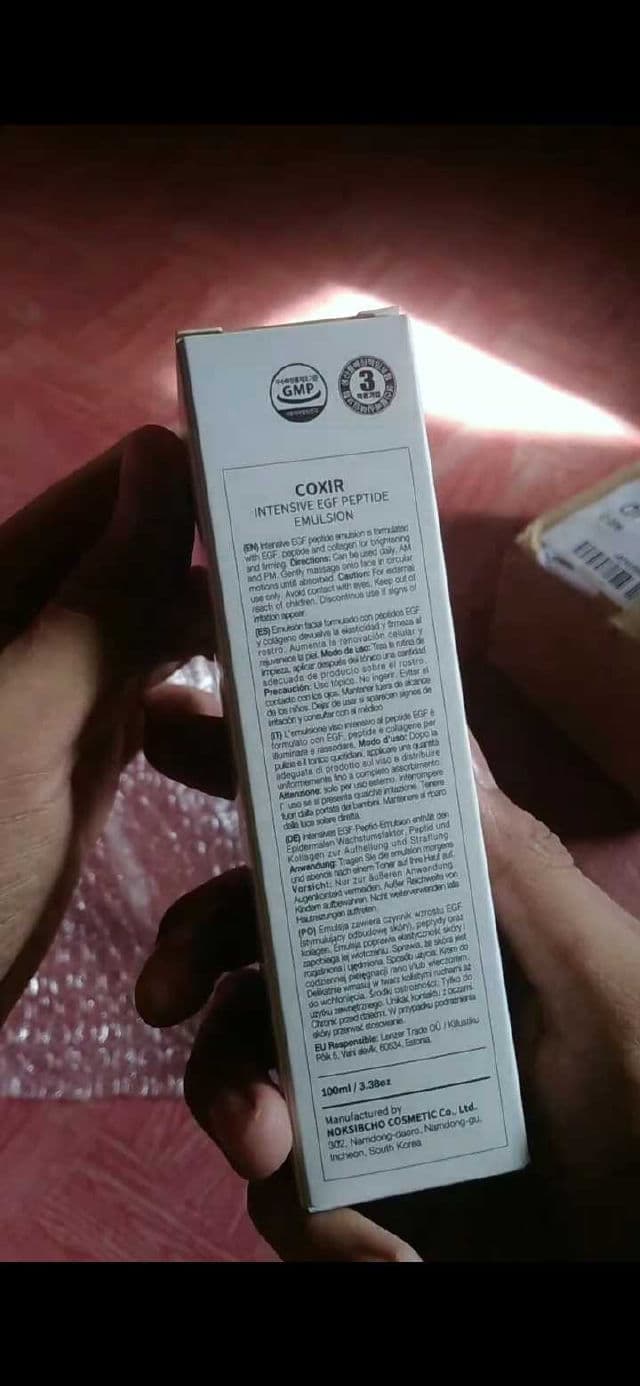 GMP
3
COXIR
INTENSIVE EGF PEPTIDE
EMULSION
(EN) Intensive EGF peptide emulsion is formulated
with EGF, peptide and collagen for brightening
and firming. Directions: Can be used daily, AM
and PM. Gently massage onto face in circular
motions until absorbed. Caution: For external
use only. Avoid contact with eyes. Keep out of
reach of children. Discontinue use if signs of
irritation appear.
(ES) Emulsión facial formulado con péptidos EGF
y colágeno devuelve la elasticidad y firmeza al
rostro. Aumenta la renovación celular y
rejuvenece la piel. Modo de uso: Tras la rutina de
limpieza, aplicar después del tónico una cantidad
adecuada de producto sobre el rostro.
Precaución: Uso tópico. No ingerir. Evitar el
contacto con los ojos. Mantener fuera de alcance
de los niños. Dejar de usar si aparecen signos de
irritación y consultar con el médico.
(IT) L'emulsione viso intensivo al peptide EGF è
formulato con EGF, peptide e collagene per
illuminare e rassodare. Modo d'uso: Dopo la
pulizia e il tonico quotidiani, applicare una quantità
adeguata di prodotto sul viso e distribuire
uniformemente fino a completo assorbimento.
Attenzione: solo per uso esterno. Interrompere
l' uso se si presenta qualche irritazione. Tenere
fuori dalla portata dei bambini. Mantenere al riparo
dalla luce solare diretta.
(DE) Intensives EGF-Peptid-Emulsion enthält den
Epidermalen Wachstumsfaktor, Peptid und
Kollagen zur Aufhellung und Straffung.
Anwendung: Tragen Sie die emulsion morgens
und abends nach einem Toner auf Ihre Haut auf.
Vorsicht: Nur zur äußeren Anwendung.
Augenkontakt vermeiden. Außer Reichweite von
Kindern aufbewahren. Nicht weiterverwenden falls
Hautreizungen auftreten.
(PO) Emulsja zawiera czynnik wzrostu EGF
(stymulujący odbudowę skóry), peptydy oraz
kolagen. Emulsja poprawia elastyczność skóry i
zapobiega jej wiotczeniu. Sprawia, że skóra jest
rozjaśniona i ujędrniona. Sposób użycia: Krem do
codziennej pielęgnacji rano i/lub wieczorem.
Delikatnie wmasuj w twarz kolistymi ruchami aż
do wchłonięcia. Środki ostrożności: Tylko do
użytku zewnętrznego. Unikać kontaktu z oczami.
Chronić przed dziećmi. W przypadku podrażnienia
skóry przerwać stosowanie.
EU Responsible: Lenzer Trade OÜ / Killustiku
Põik 5, Vahi alevik, 60534, Estonia.
100ml / 3.38oz
Manufactured by
NOKSIBCHO COSMETIC Co., Ltd.
302, Namdong-daero, Namdong-gu,
Incheon, South Korea